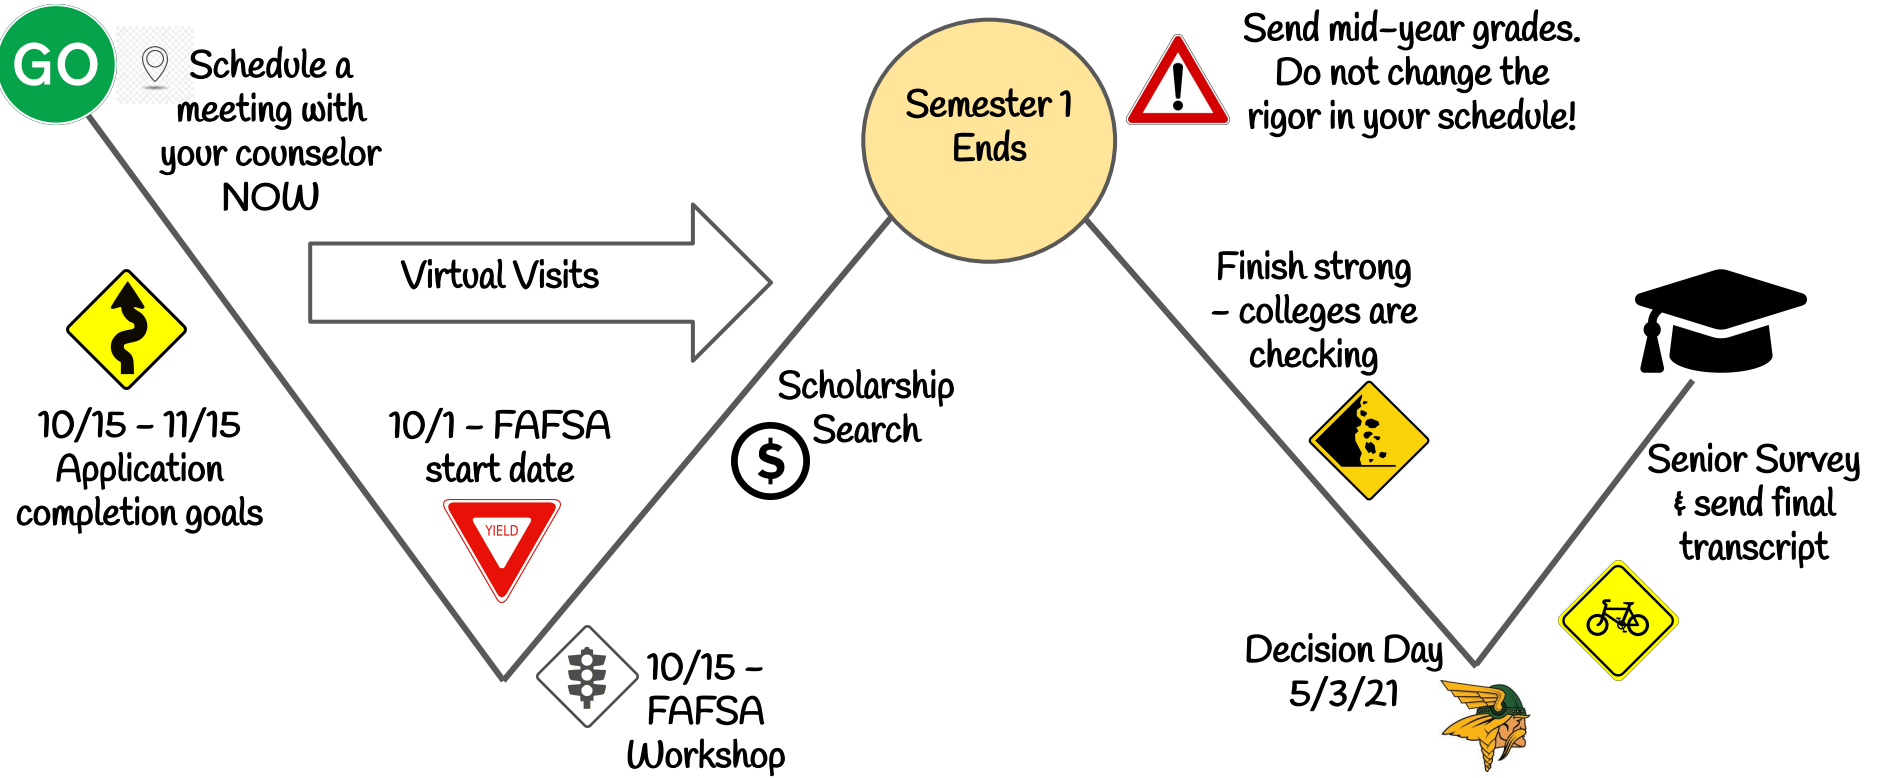 GO
Schedule a
meeting with
your counselor
NOW
10/15 - 11/15
Application
completion goals
Virtual Visits
10/1 - FAFSA
start date
YIELD
10/15 -
FAFSA
Workshop
Scholarship
Search
$
Semester 1
Ends
!
Send mid-year grades.
Do not change the
rigor in your schedule!
Finish strong
- colleges are
checking
Decision Day
5/3/21
Senior Survey
& send final
transcript